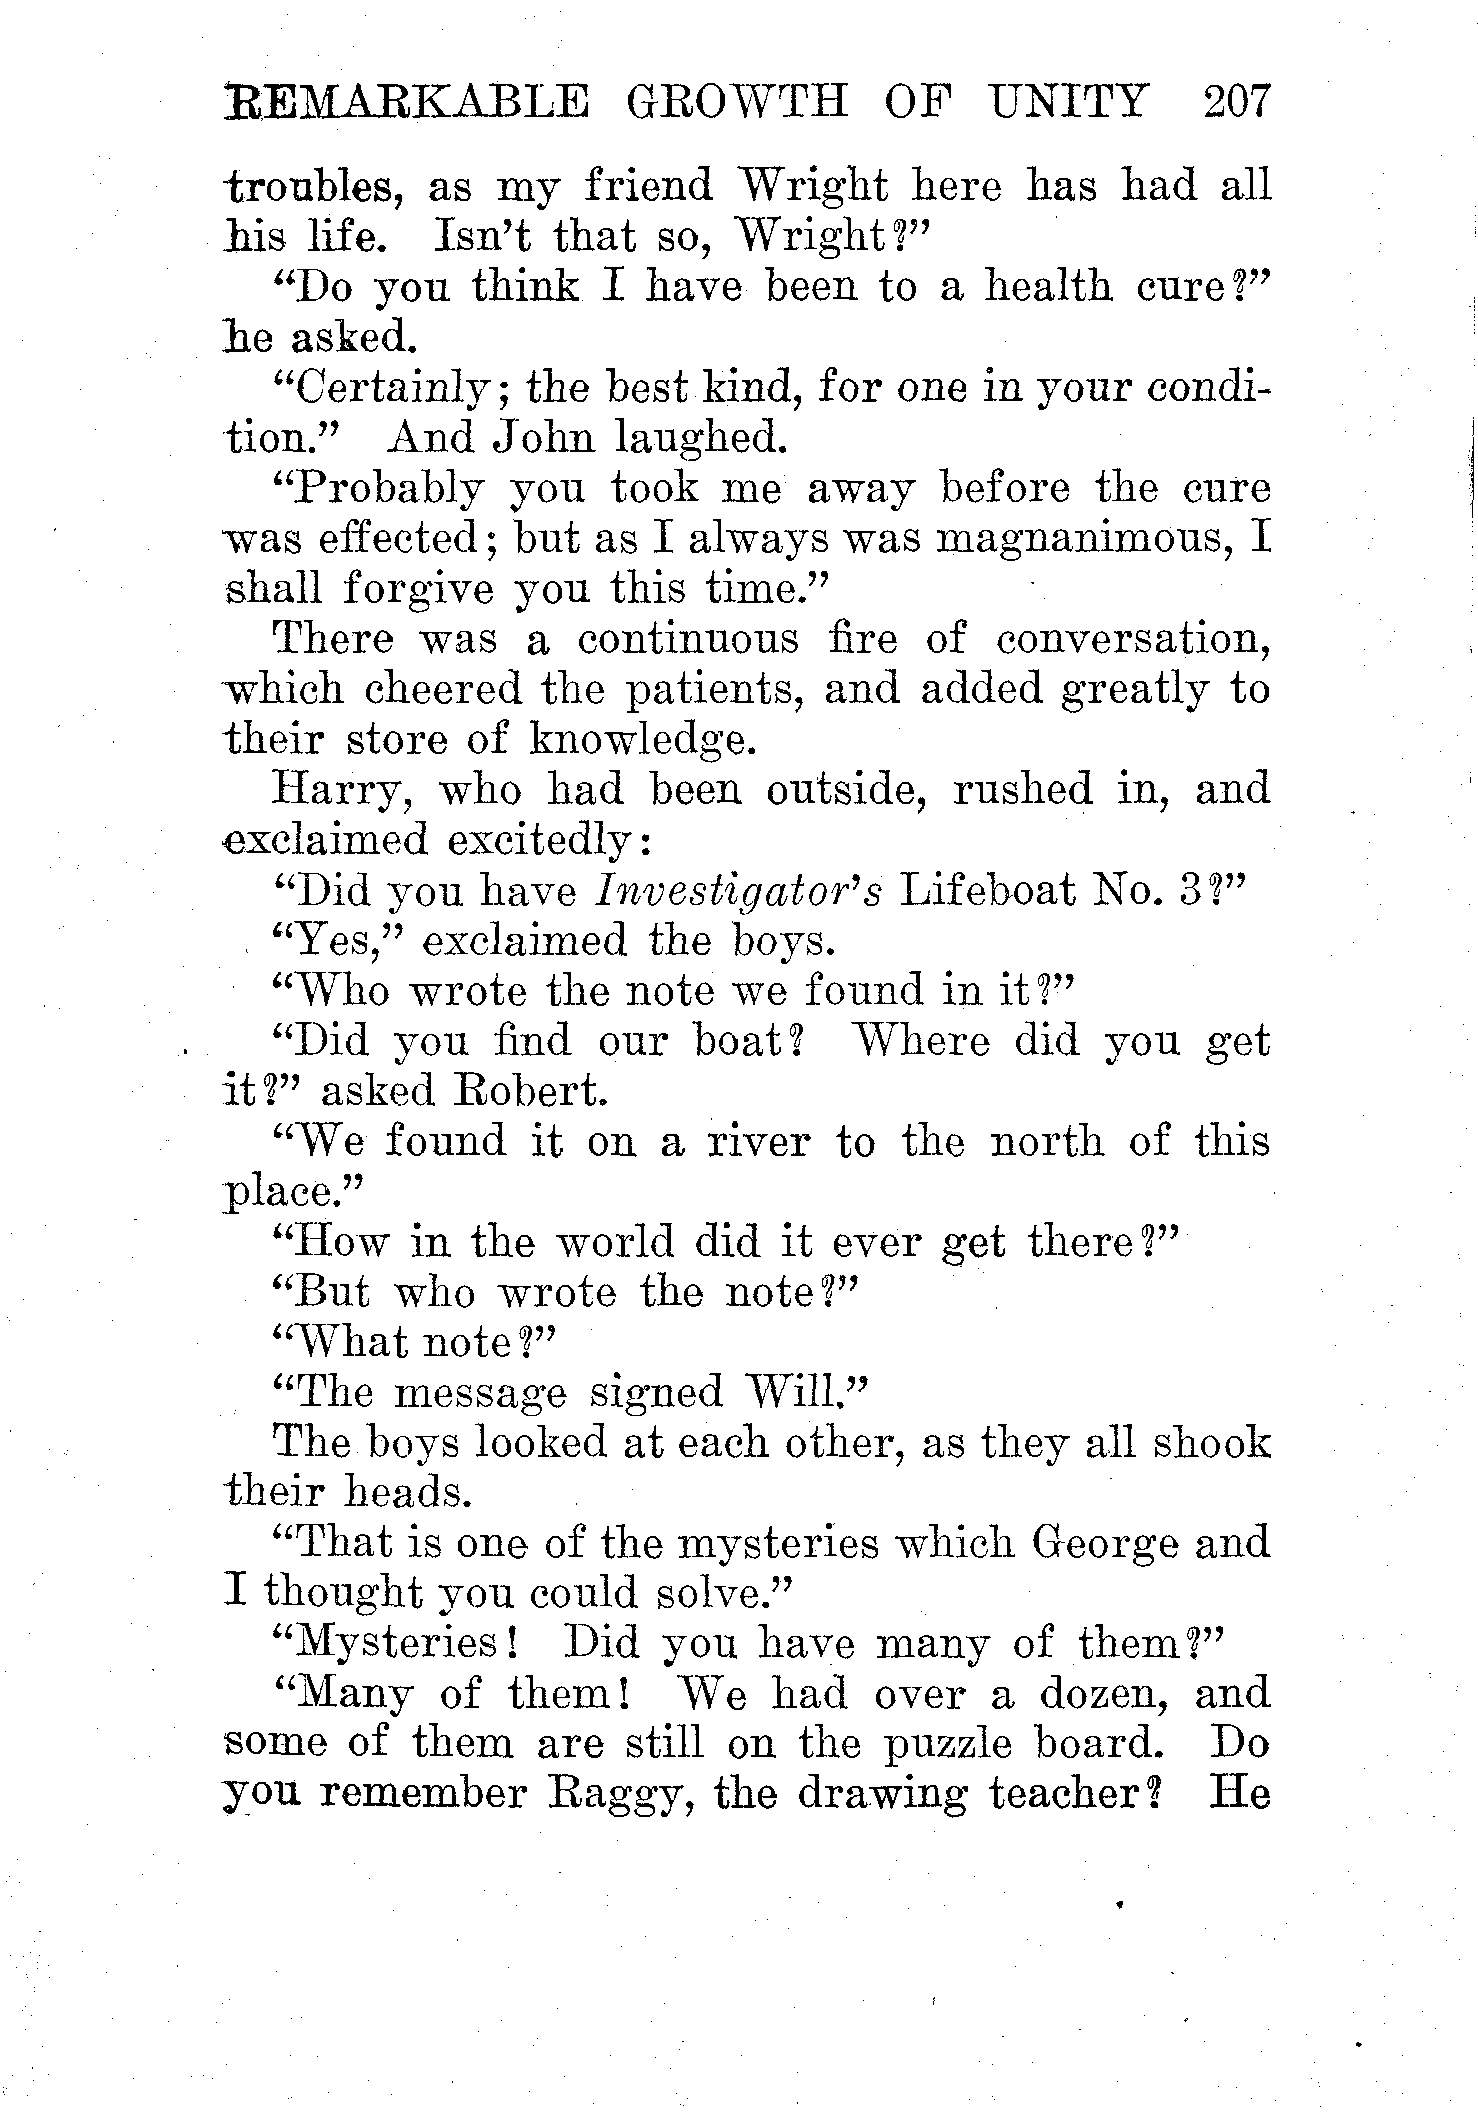 REMARKABLE GROWTH OF UNITY 207
troubles, as my friend Wright here has had all
his life. Isn't that so, Wright?”
“Do you think I have been to a health cure?”
he asked.
“Certainly; the best kind, for one in your condi-
tion.” And John laughed.
“Probably you took me away before the cure
was effected; but as I always was magnanimous, I
shall forgive you this time.”
There was a continuous fire of conversation,
which cheered the patients, and added greatly to
their store of knowledge.
Harry, who had been outside, rushed in, and
exclaimed excitedly:
“Did you have Investigator's Lifeboat No. 3?”
“Yes,” exclaimed the boys.
“Who wrote the note we found in it?”
“Did you find our boat? Where did you get
it?” asked Robert.
“We found it on a river to the north of this
place.”
“How in the world did it ever get there?”
“But who wrote the note?”
“What note?”
“The message signed Will.”
The boys looked at each other, as they all shook
their heads.
“That is one of the mysteries which George and
I thought you could solve.”
“Mysteries! Did you have many of them?”
“Many of them! We had over a dozen, and
some of them are still on the puzzle board. Do
you remember Raggy, the drawing teacher? He